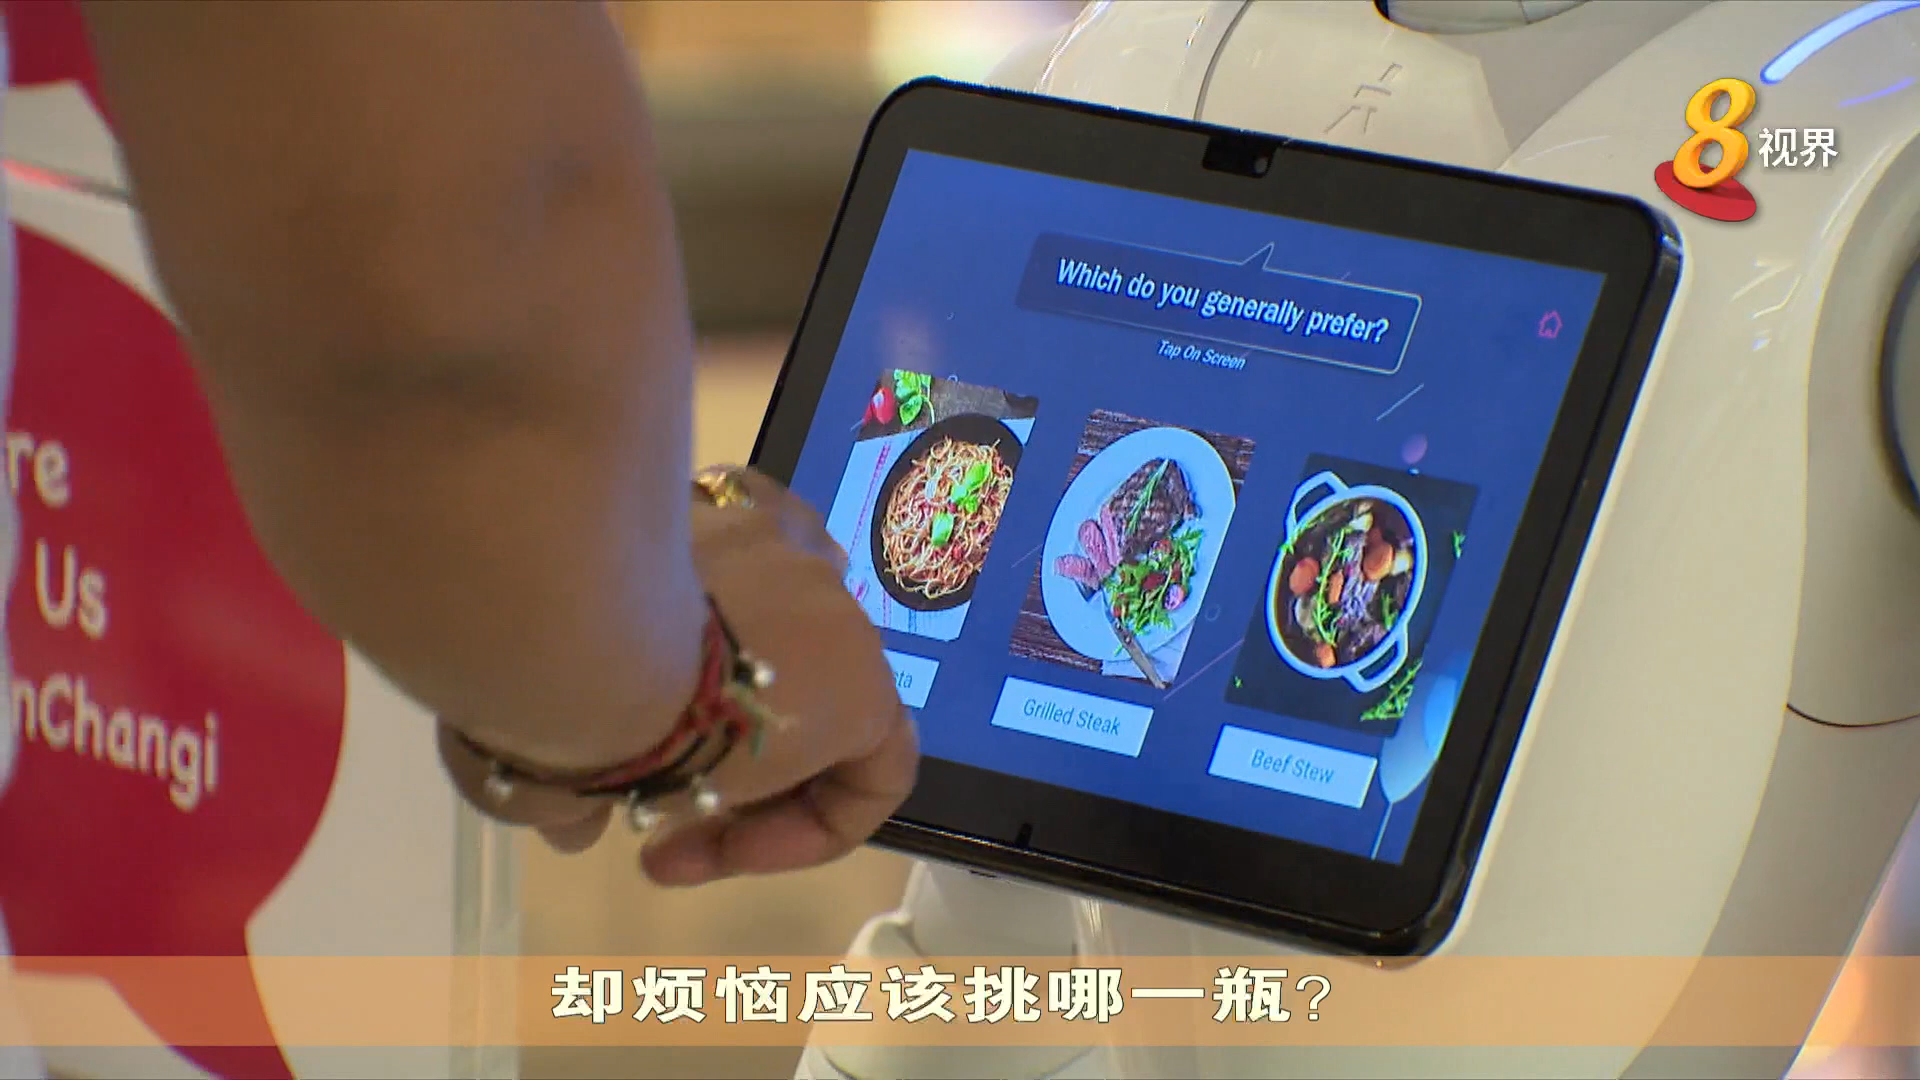 8视界
Which do you generally prefer?
Tap On Screen
Grilled Steak
Beef Stew
Us
却烦恼应该挑哪一瓶?